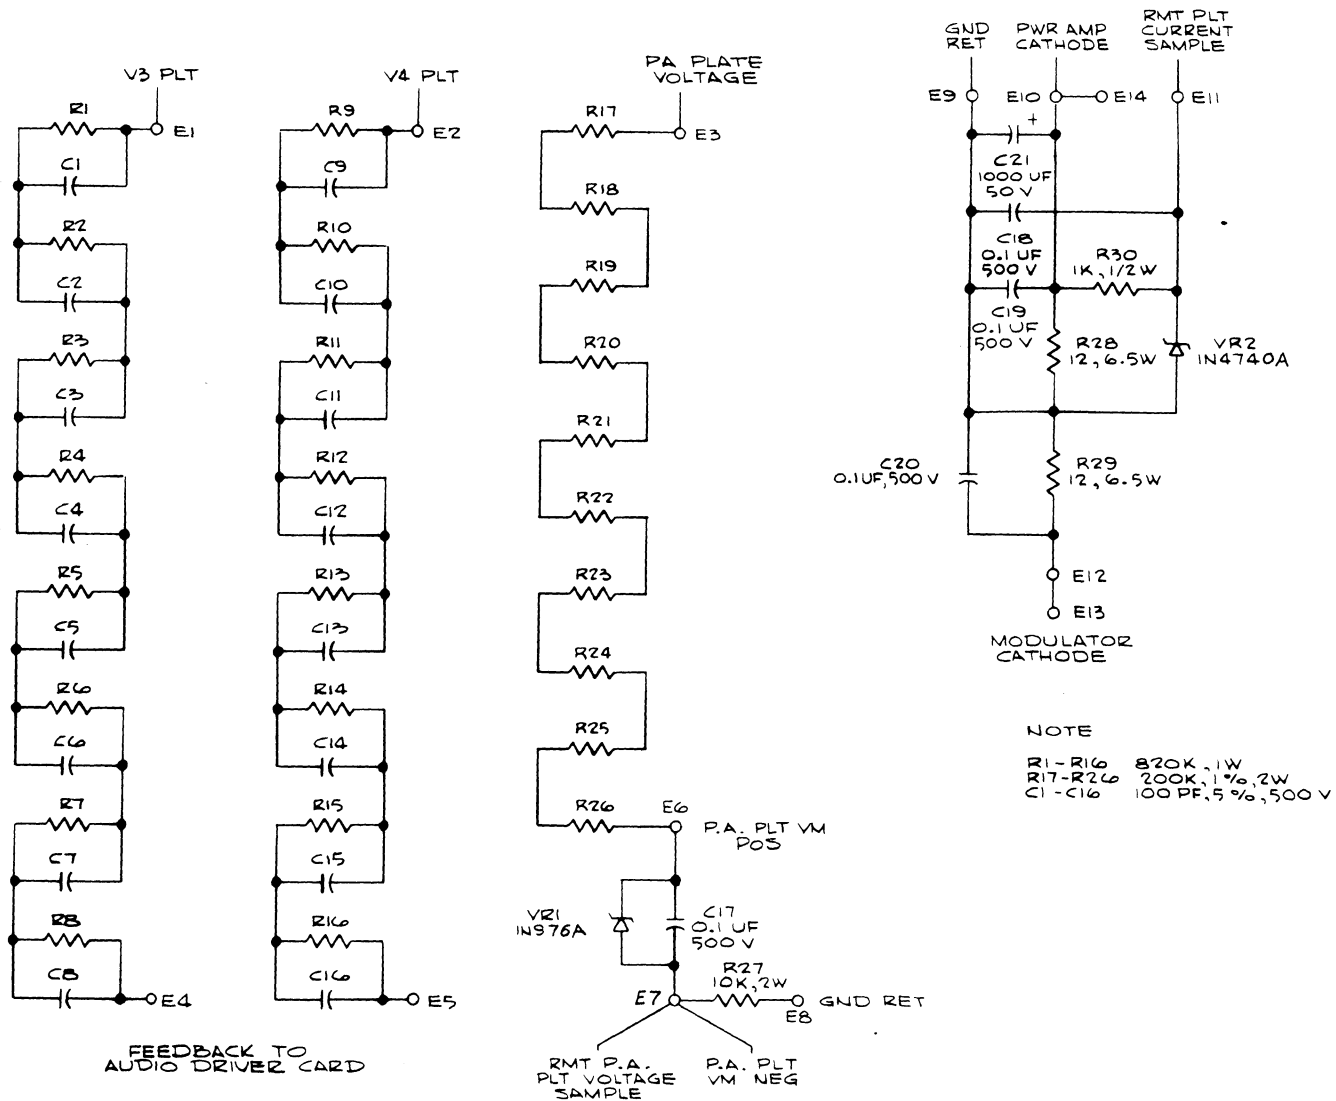 V3 PLT
E1
R1
C1
R2
C2
R3
C3
R4
C4
R5
C5
R6
C6
R7
C7
R8
C8
E4
V4 PLT
E2
R9
C9
R10
C10
R11
C11
R12
C12
R13
C13
R14
C14
R15
C15
R16
C16
E5
FEEDBACK TO
AUDIO DRIVER CARD
PA PLATE
VOLTAGE
E3
R17
R18
R19
R20
R21
R22
R23
R24
R25
R26
E6
P.A. PLT VM
POS
VR1
1N976A
C17
0.1 UF
500 V
R27
10K, 2W
E7
E8
GND RET
RMT P.A.
PLT VOLTAGE
SAMPLE
P.A. PLT
VM NEG
GND
RET
PWR AMP
CATHODE
RMT PLT
CURRENT
SAMPLE
E9
E10
E14
E11
+
C21
1000 UF
50 V
C18
0.1 UF
500 V
R30
1K, 1/2W
C19
0.1 UF
500 V
R28
12, 6.5W
VR2
1N4740A
C20
0.1UF, 500 V
R29
12, 6.5W
E12
E13
MODULATOR
CATHODE
NOTE
R1-R16 820K, 1W
R17-R26 200K, 1%, 2W
C1-C16 100 PF, 5%, 500 V